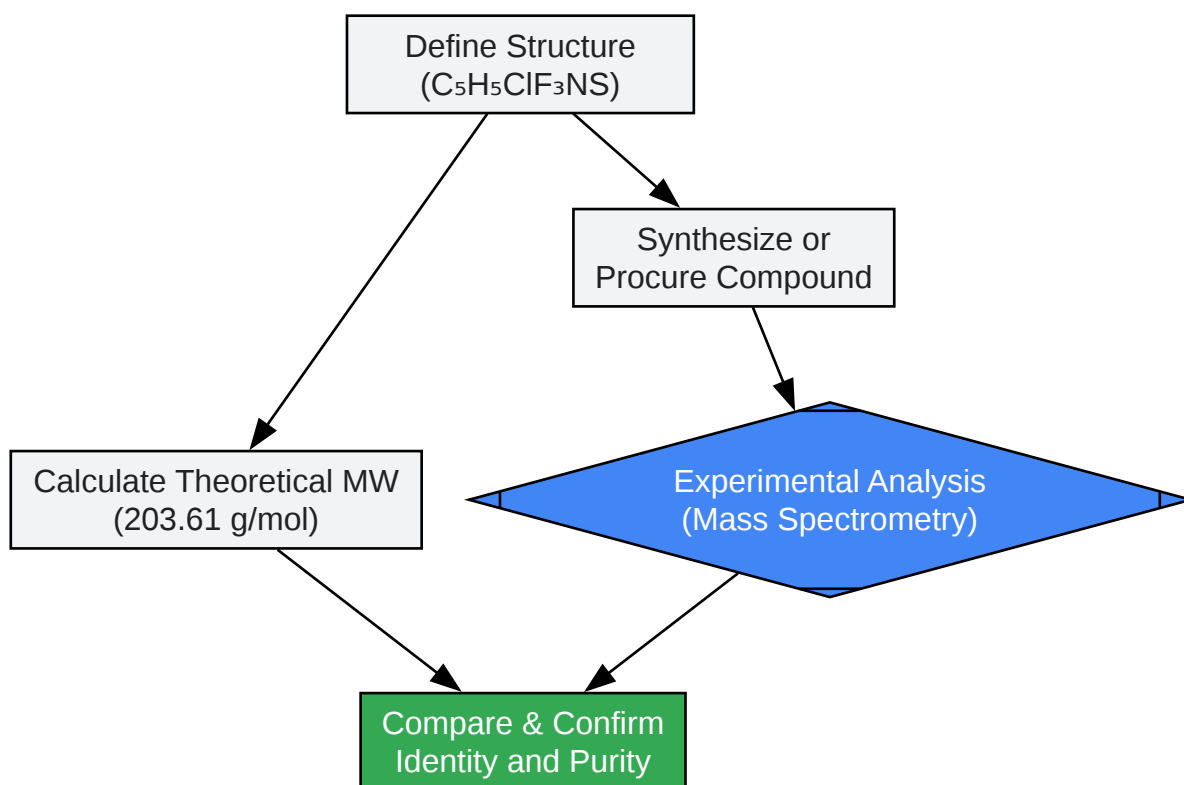 Define Structure
(C₅H₅ClF₃NS)
Synthesize or
Procure Compound
Calculate Theoretical MW
(203.61 g/mol)
Experimental Analysis
(Mass Spectrometry)
Compare & Confirm
Identity and Purity